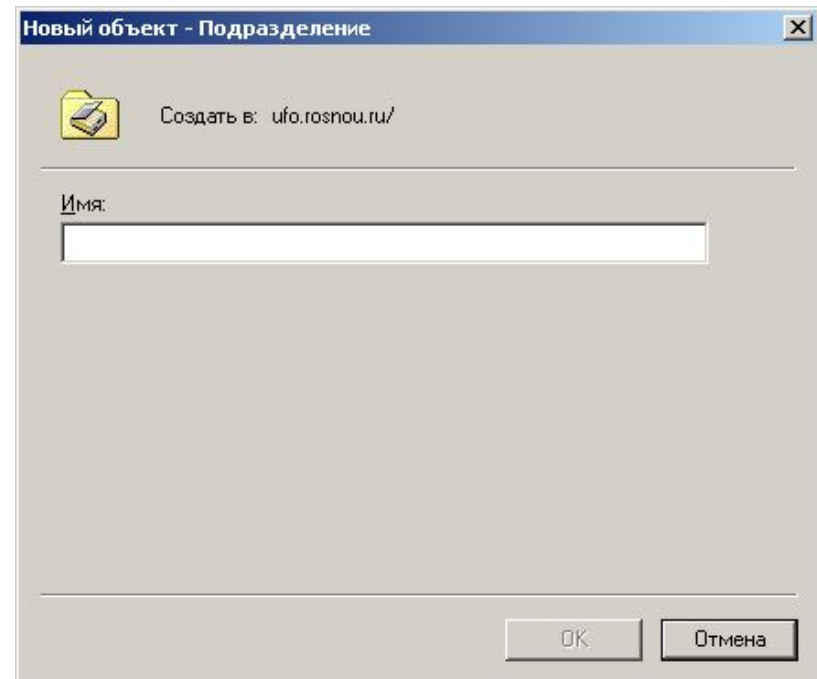 Новый объект - Подразделение
Создать в: ufo.rosnou.ru/
Имя:
OK
Отмена